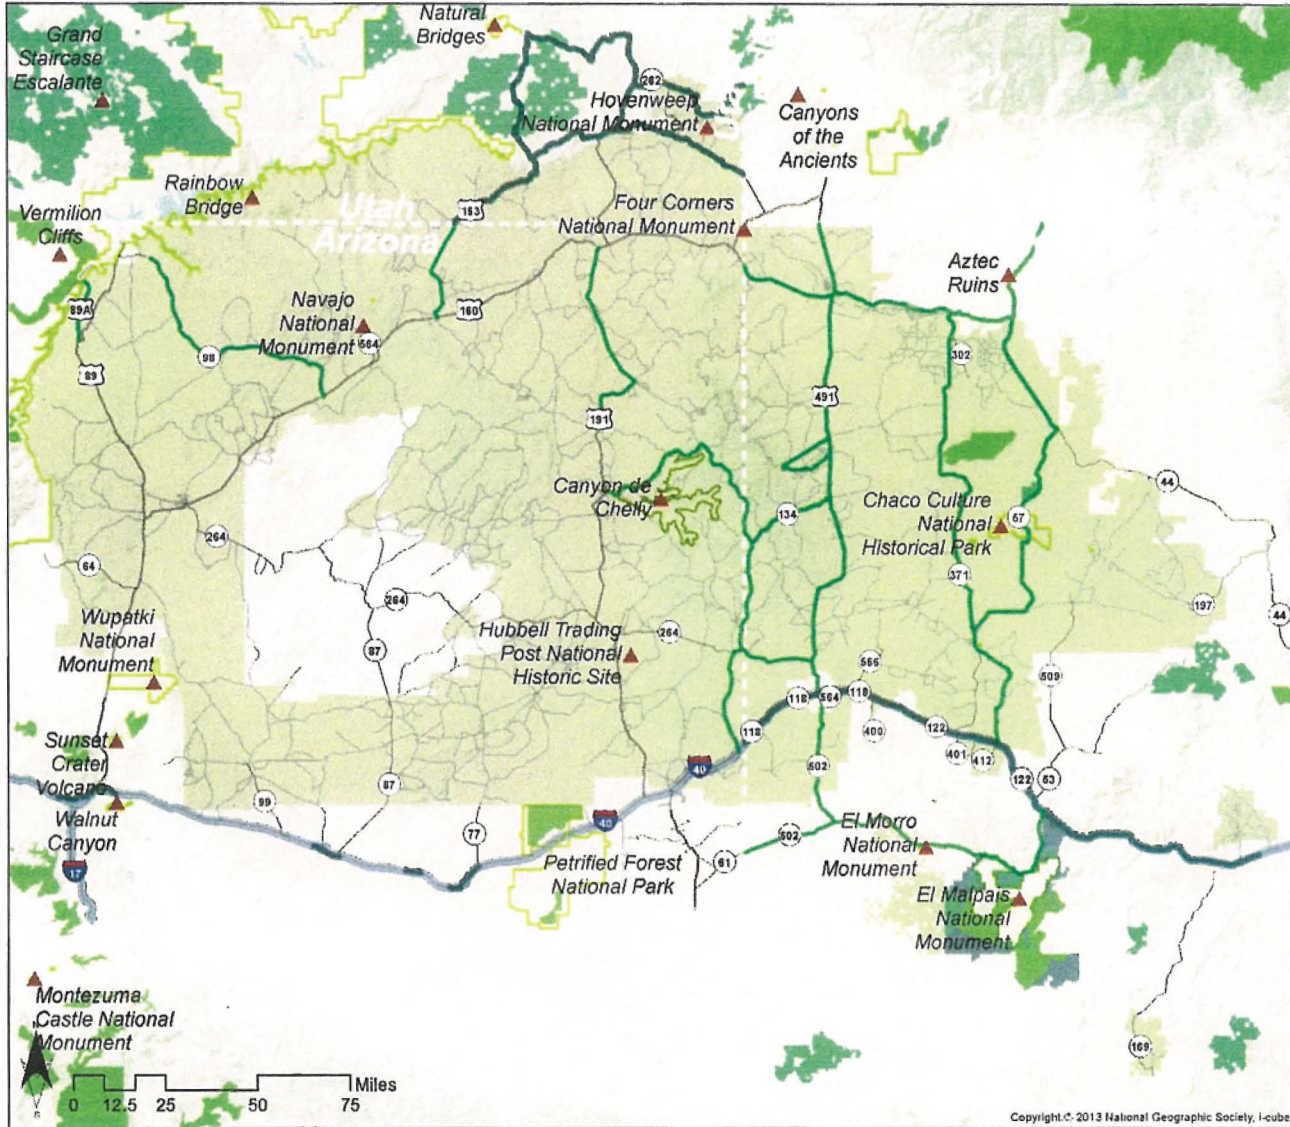 Natural
Bridges
Grand
Staircase
Escalante
262
Hovenweep
National Monument
Canyons
of the
Ancients
Rainbow
Bridge
Utah
Arizona
163
Four Corners
National Monument
Vermilion
Cliffs
Aztec
Ruins
89A
Navajo
National
Monument
160
564
98
302
89
191
491
44
Canyon de
Chelly
134
Chaco Culture
National
Historical Park
57
264
64
371
264
197
44
Wupatki
National
Monument
87
Hubbell Trading
Post National
Historic Site
264
566
509
118
564
118
118
400
122
401
412
Sunset
Crater
Volcano
Walnut
Canyon
40
122
53
87
99
602
40
77
502
El Morro
National
Monument
61
Petrified Forest
National Park
17
El Malpais
National
Monument
Montezuma
Castle National
Monument
S
169
Miles
0 12.5 25 50 75
Copyright:© 2013 National Geographic Society, i-cube